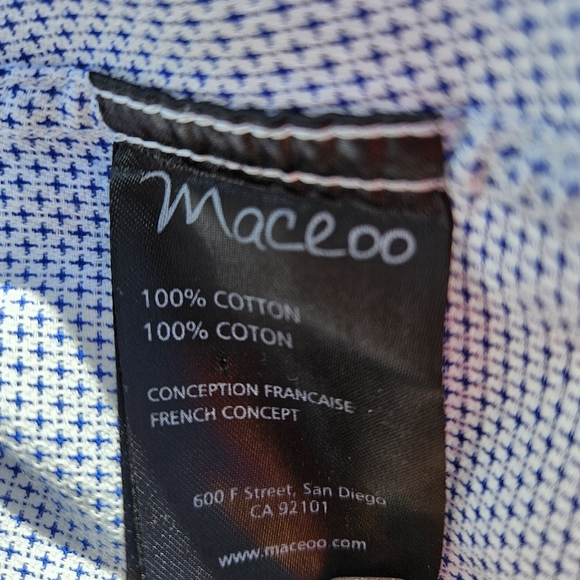 Maceoo
100% COTTON
100% COTON
CONCEPTION FRANCAISE
FRENCH CONCEPT
600 F Street, San Diego
CA 92101
www.maceoo.com